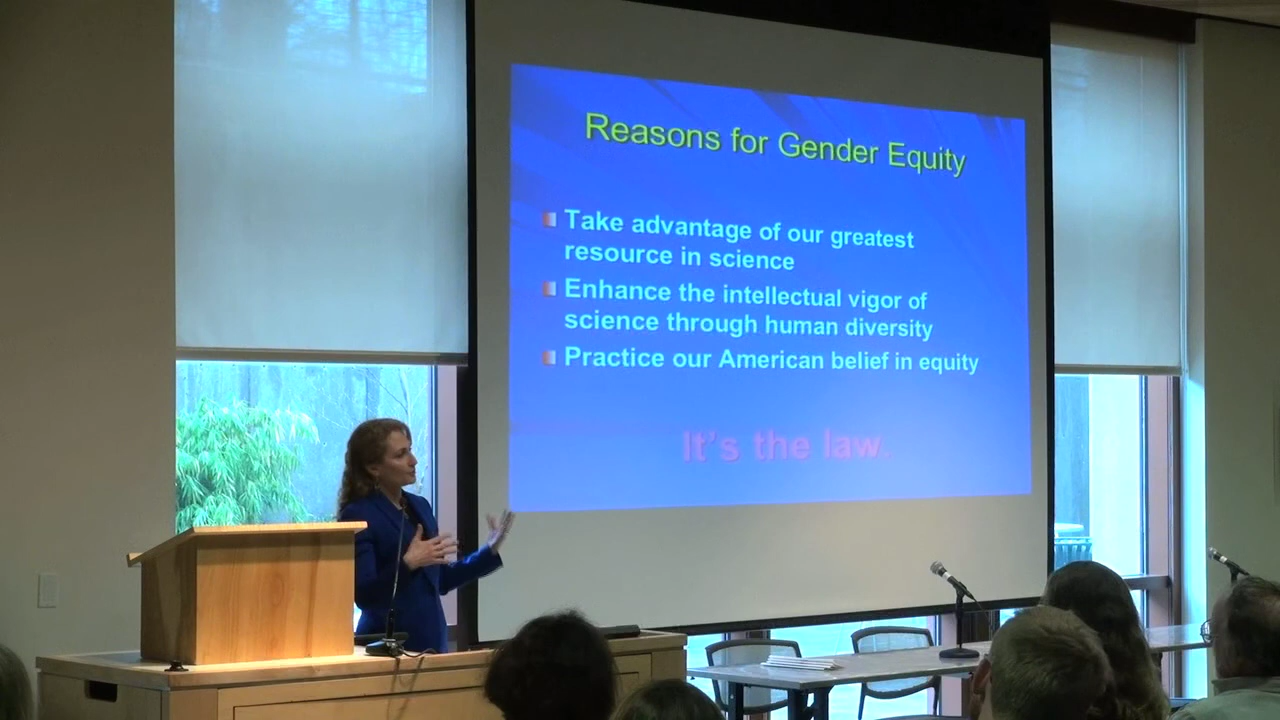 Reasons for Gender Equity
Take advantage of our greatest
resource in science
Enhance the intellectual vigor of
science through human diversity
Practice our American belief in equity
It's the law.